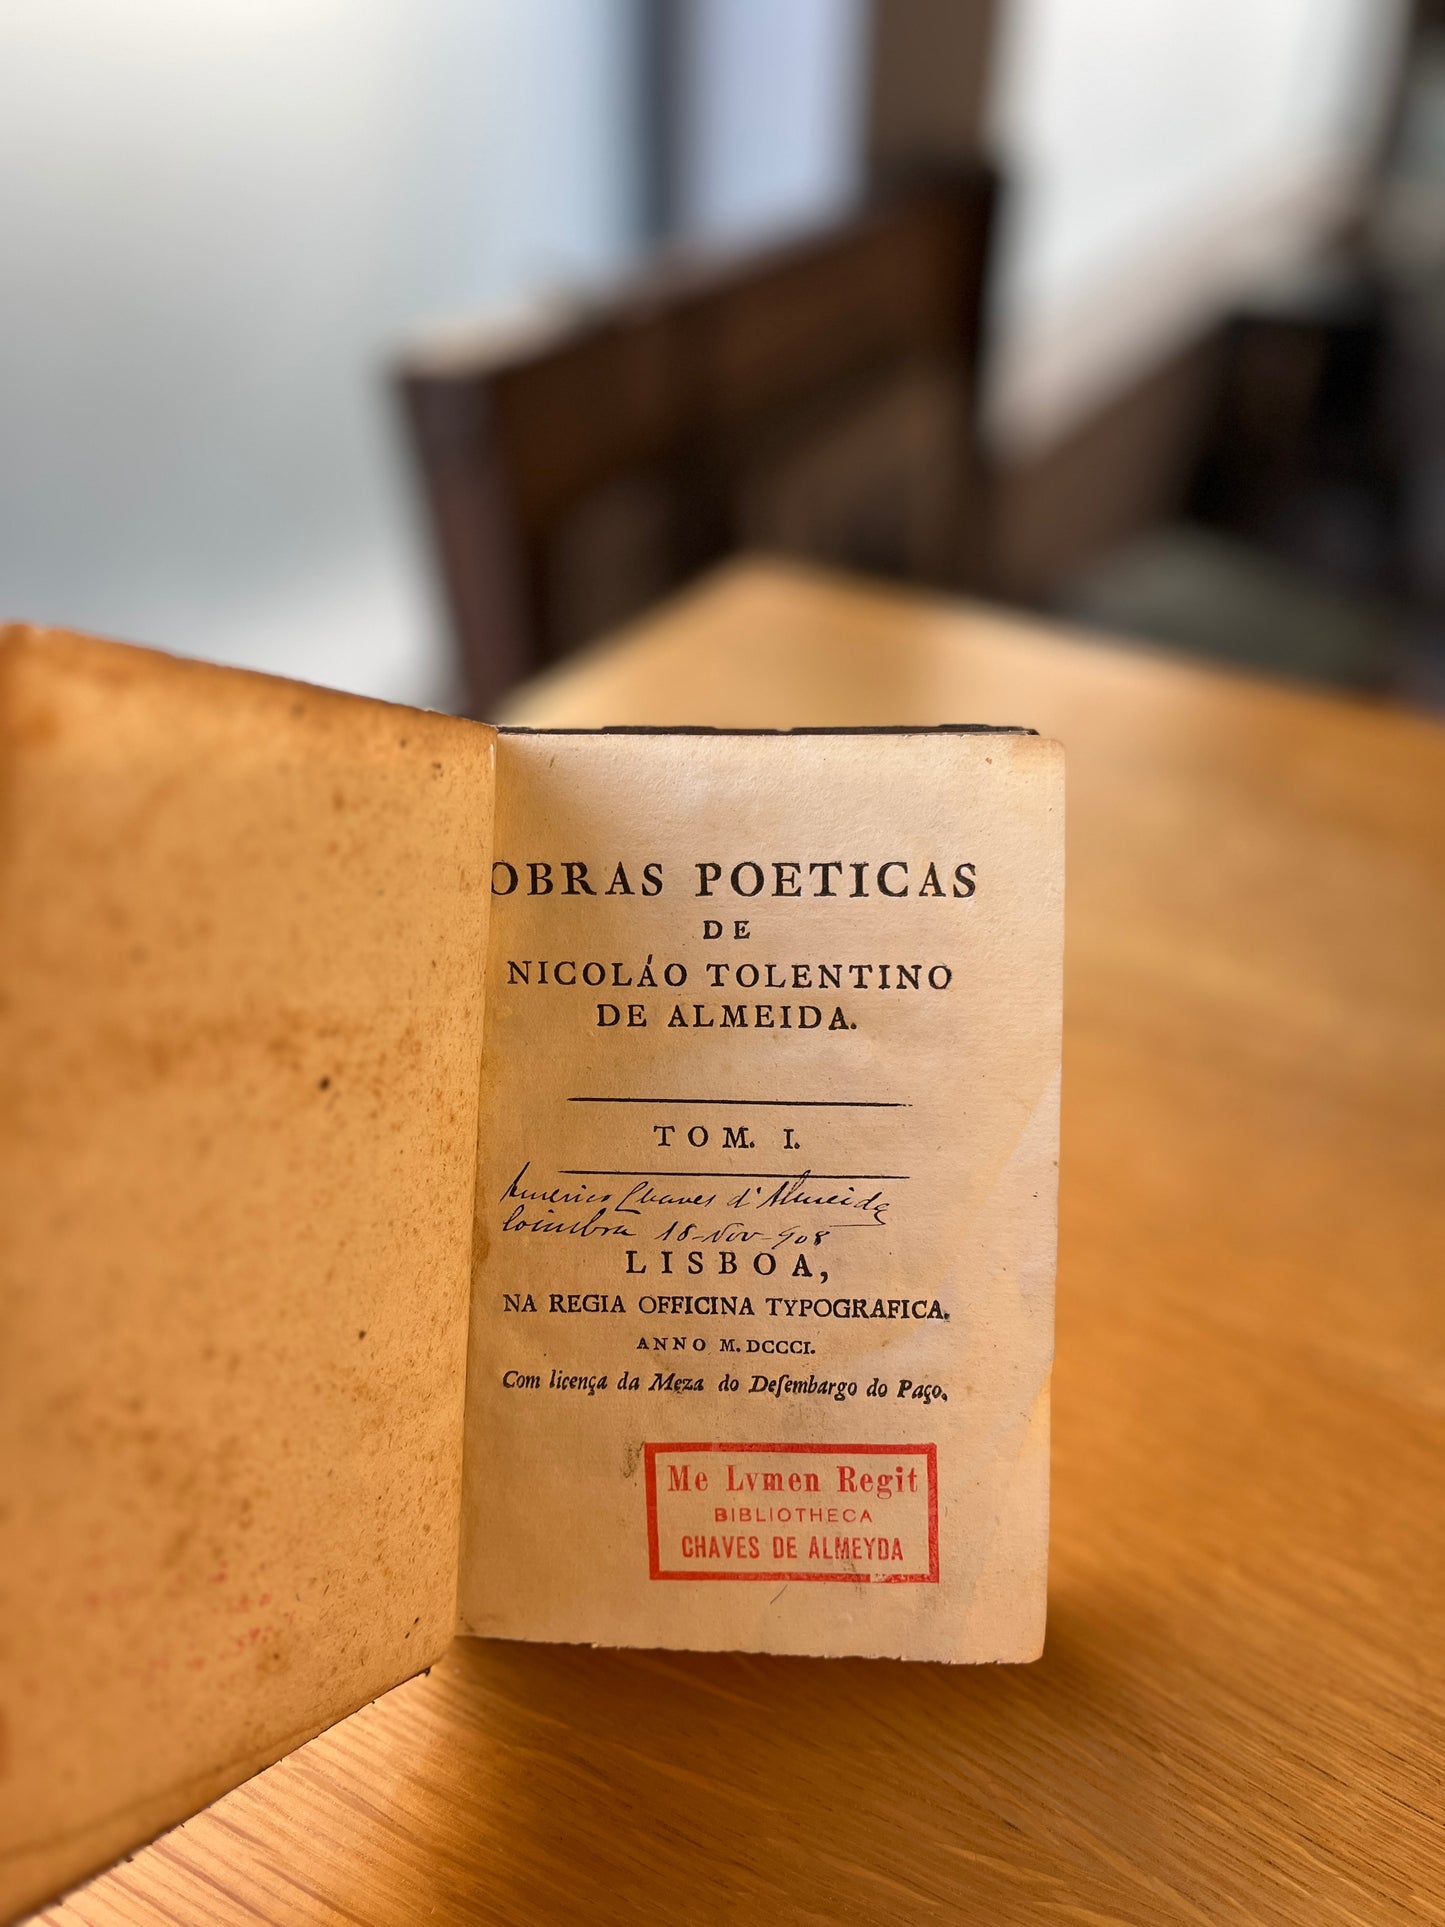 OBRAS POETICAS
DE
NICOLÁO TOLENTINO
DE ALMEIDA.
TOM. I.
Americo Chaves d'Almeida
Coimbra 18-Nov-908
LISBOA,
NA REGIA OFFICINA TYPOGRAFICA.
ANNO M. DCCCI.
Com licença da Meza do Deſembargo do Paço.
Me Lvmen Regit
BIBLIOTHECA
CHAVES DE ALMEYDA